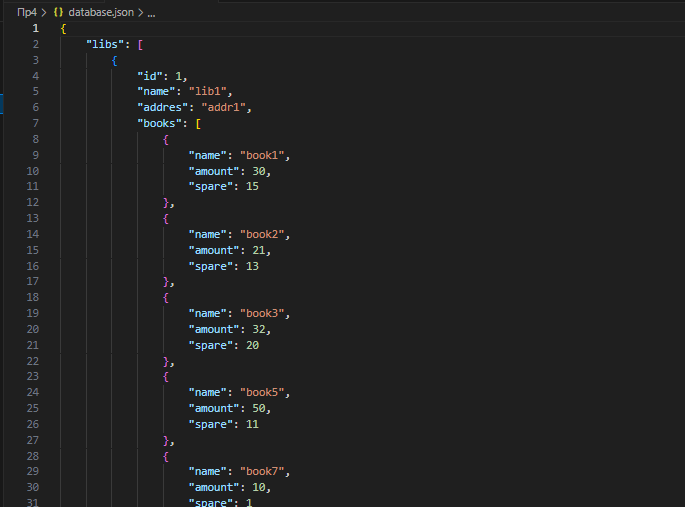 Пр4 > {} database.json > ...
1 {
2 "libs": [
3 {
4 "id": 1,
5 "name": "lib1",
6 "addres": "addr1",
7 "books": [
8 {
9 "name": "book1",
10 "amount": 30,
11 "spare": 15
12 },
13 {
14 "name": "book2",
15 "amount": 21,
16 "spare": 13
17 },
18 {
19 "name": "book3",
20 "amount": 32,
21 "spare": 20
22 },
23 {
24 "name": "book5",
25 "amount": 50,
26 "spare": 11
27 },
28 {
29 "name": "book7",
30 "amount": 10,
31 "spare": 1